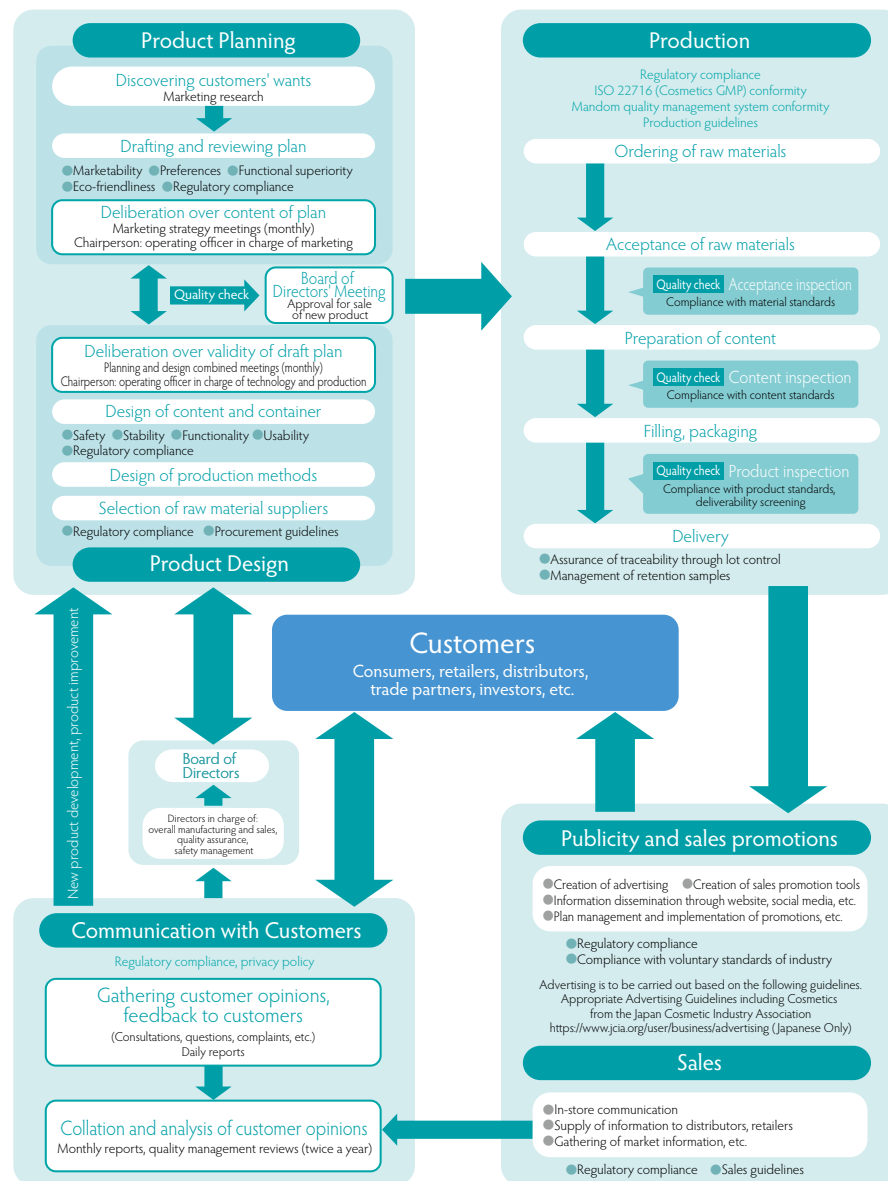 Product Planning
Discovering customers' wants
Marketing research
Drafting and reviewing plan
Marketability Preferences Functional superiority
Eco-friendliness Regulatory compliance
Deliberation over content of plan
Marketing strategy meetings (monthly)
Chairperson: operating officer in charge of marketing
Quality check
Board of
Directors' Meeting
Approval for sale
of new product
Deliberation over validity of draft plan
Planning and design combined meetings (monthly)
Chairperson: operating officer in charge of technology and production
Design of content and container
Safety Stability Functionality Usability
Regulatory compliance
Design of production methods
Selection of raw material suppliers
Regulatory compliance Procurement guidelines
Product Design
Production
Regulatory compliance
ISO 22716 (Cosmetics GMP) conformity
Mandom quality management system conformity
Production guidelines
Ordering of raw materials
Acceptance of raw materials
Quality check Acceptance inspection
Compliance with material standards
Preparation of content
Quality check Content inspection
Compliance with content standards
Filling, packaging
Quality check Product inspection
Compliance with product standards,
deliverability screening
Delivery
Assurance of traceability through lot control
Management of retention samples
Customers
Consumers, retailers, distributors,
trade partners, investors, etc.
New product development, product improvement
Board of
Directors
Directors in charge of:
overall manufacturing and sales,
quality assurance,
safety management
Communication with Customers
Regulatory compliance, privacy policy
Gathering customer opinions,
feedback to customers
(Consultations, questions, complaints, etc.)
Daily reports
Collation and analysis of customer opinions
Monthly reports, quality management reviews (twice a year)
Publicity and sales promotions
Creation of advertising Creation of sales promotion tools
Information dissemination through website, social media, etc.
Plan management and implementation of promotions, etc.
Regulatory compliance
Compliance with voluntary standards of industry
Advertising is to be carried out based on the following guidelines.
Appropriate Advertising Guidelines including Cosmetics
from the Japan Cosmetic Industry Association
https://www.jcia.org/user/business/advertising (Japanese Only)
Sales
In-store communication
Supply of information to distributors, retailers
Gathering of market information, etc.
Regulatory compliance Sales guidelines